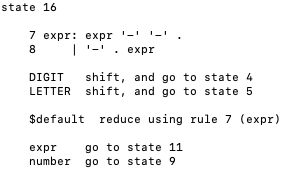 state 16
7 expr: expr '-' '-' .
8 | '-' . expr
DIGIT shift, and go to state 4
LETTER shift, and go to state 5
$default reduce using rule 7 (expr)
expr go to state 11
number go to state 9